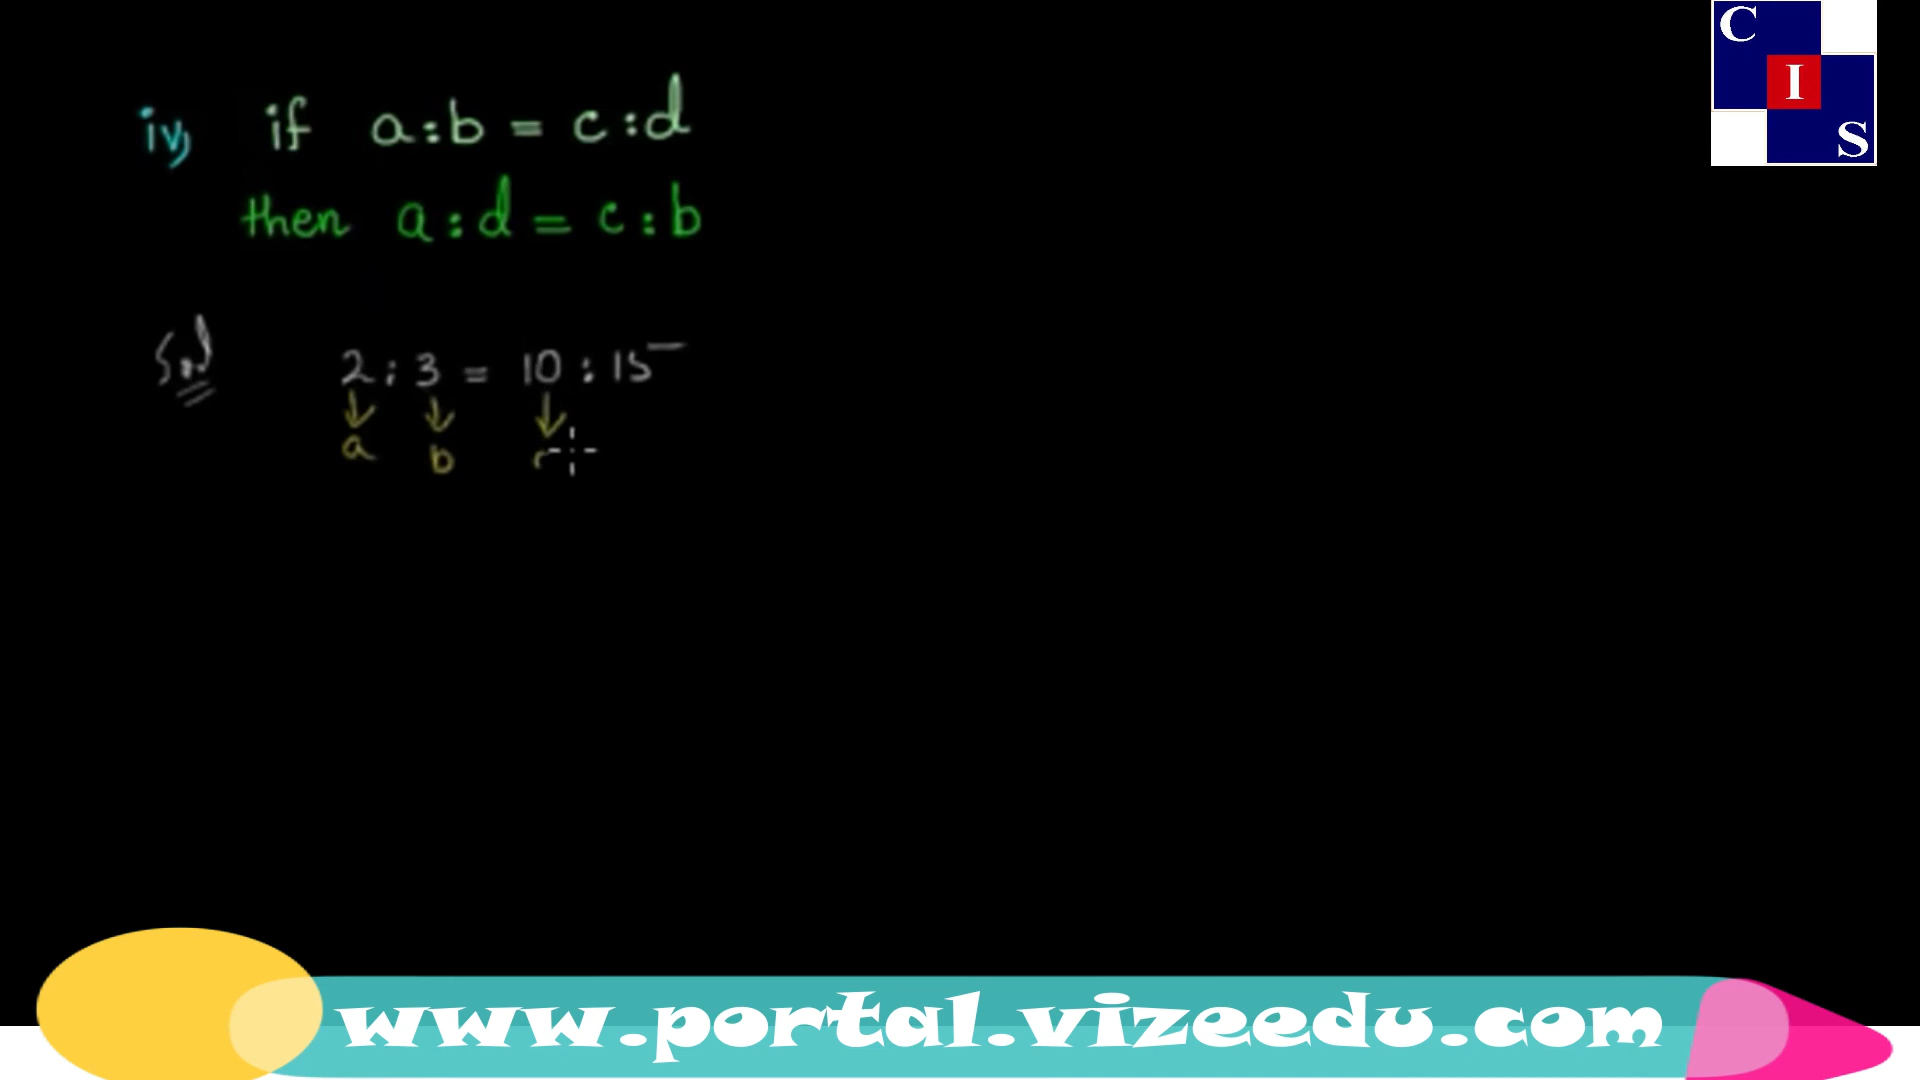 C
I
S
iv, if a:b = c:d
then a:d = c:b
Sol 2:3 = 10:15
a b
www.portal.vizeedu.com